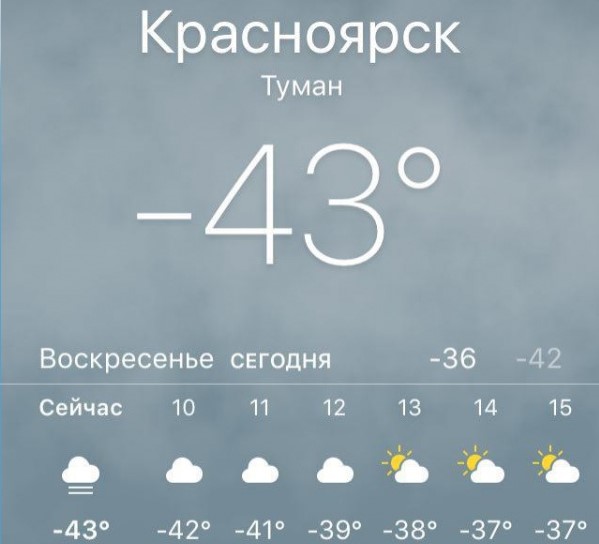 Красноярск
Туман
-43°
Воскресенье СЕГОДНЯ -36 -42
Сейчас 10 11 12 13 14 15
-43° -42° -41° -39° -38° -37° -37°